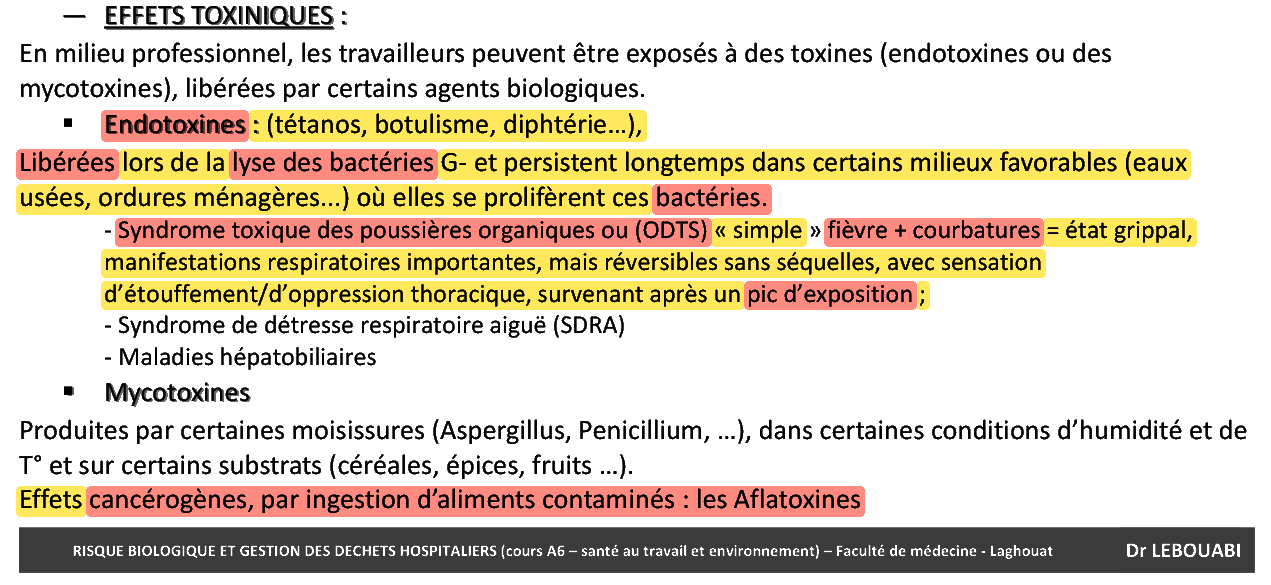 — EFFETS TOXINIQUES :
En milieu professionnel, les travailleurs peuvent être exposés à des toxines (endotoxines ou des
mycotoxines), libérées par certains agents biologiques.
▪ Endotoxines : (tétanos, botulisme, diphtérie…),
Libérées lors de la lyse des bactéries G- et persistent longtemps dans certains milieux favorables (eaux
usées, ordures ménagères...) où elles se prolifèrent ces bactéries.
- Syndrome toxique des poussières organiques ou (ODTS) « simple » fièvre + courbatures = état grippal,
manifestations respiratoires importantes, mais réversibles sans séquelles, avec sensation
d’étouffement/d’oppression thoracique, survenant après un pic d’exposition ;
- Syndrome de détresse respiratoire aiguë (SDRA)
- Maladies hépatobiliaires
▪ Mycotoxines
Produites par certaines moisissures (Aspergillus, Penicillium, …), dans certaines conditions d’humidité et de
T° et sur certains substrats (céréales, épices, fruits …).
Effets cancérogènes, par ingestion d’aliments contaminés : les Aflatoxines
RISQUE BIOLOGIQUE ET GESTION DES DECHETS HOSPITALIERS (cours A6 – santé au travail et environnement) – Faculté de médecine - Laghouat Dr LEBOUABI